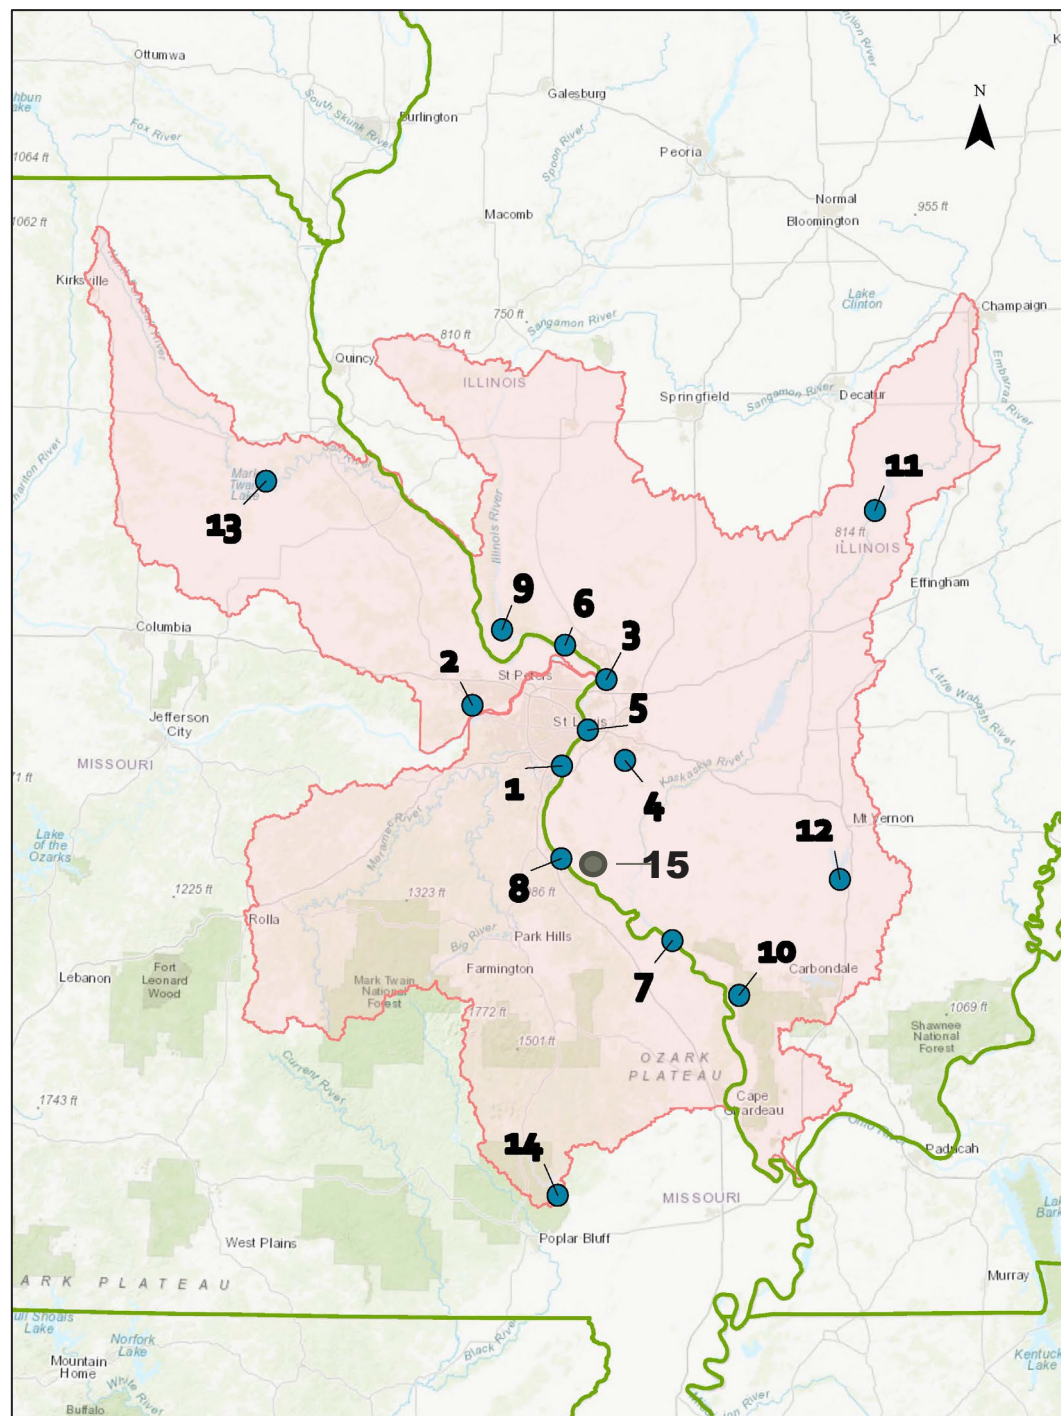 Ottumwa
Galesburg
South Skunk River
Burlington
N
Fox River
1064 ft
Spoon River
Peoria
Normal
Bloomington
955 ft
1062 ft
Macomb
Kirksville
Lake
Clinton
Champaign
750 ft
Sangamon River
810 ft
Quincy
ILLINOIS
Springfield
Sangamon River
Decatur
Embarras River
11
Mark
Twain
Lake
13
Illinois River
814 ft
ILLINOIS
Effingham
9
6
3
Columbia
2
St Peters
Little Wabash River
Jefferson
City
5
St Louis
MISSOURI
1
4
Kaskaskia River
Mt Vernon
12
Meramec River
Lake
of the
Ozarks
8
15
1225 ft
1323 ft
Rolla
Big River
Park Hills
10
Lebanon
Fort
Leonard
Wood
Farmington
7
Carbondale
Mark Twain
National
Forest
1772 ft
1069 ft
Shawnee
National
Forest
1501 ft
OZARK
PLATEAU
Current River
1743 ft
Cape
Girardeau
14
Ohio River
Paducah
MISSOURI
West Plains
Poplar Bluff
ARK PLATEAU
Murray
Lake
Norfork
Lake
Black River
Mountain
Home
White River
Buffalo
Lake